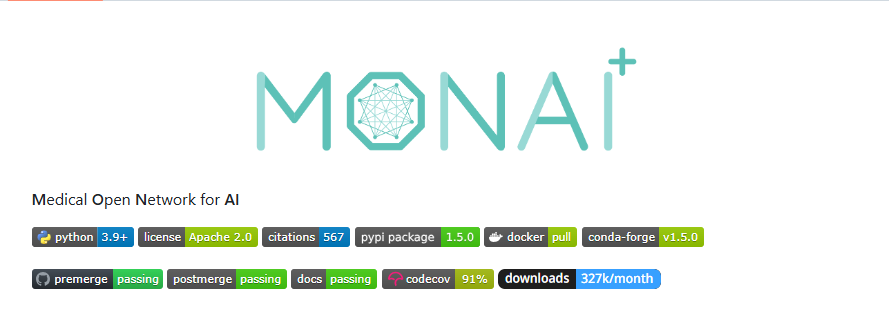 MONAI+
Medical Open Network for AI
python 3.9+ license Apache 2.0 citations 567 pypi package 1.5.0 docker pull conda-forge v1.5.0
premerge passing postmerge passing docs passing codecov 91% downloads 327k/month